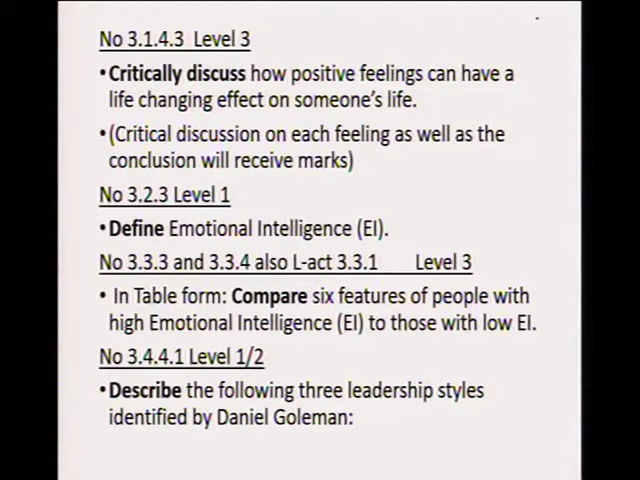 No 3.1.4.3 Level 3
•Critically discuss how positive feelings can have a
life changing effect on someone's life.
•(Critical discussion on each feeling as well as the
conclusion will receive marks)
No 3.2.3 Level 1
•Define Emotional Intelligence (EI).
No 3.3.3 and 3.3.4 also L-act 3.3.1 Level 3
• In Table form: Compare six features of people with
high Emotional Intelligence (EI) to those with low EI.
No 3.4.4.1 Level 1/2
•Describe the following three leadership styles
identified by Daniel Goleman: